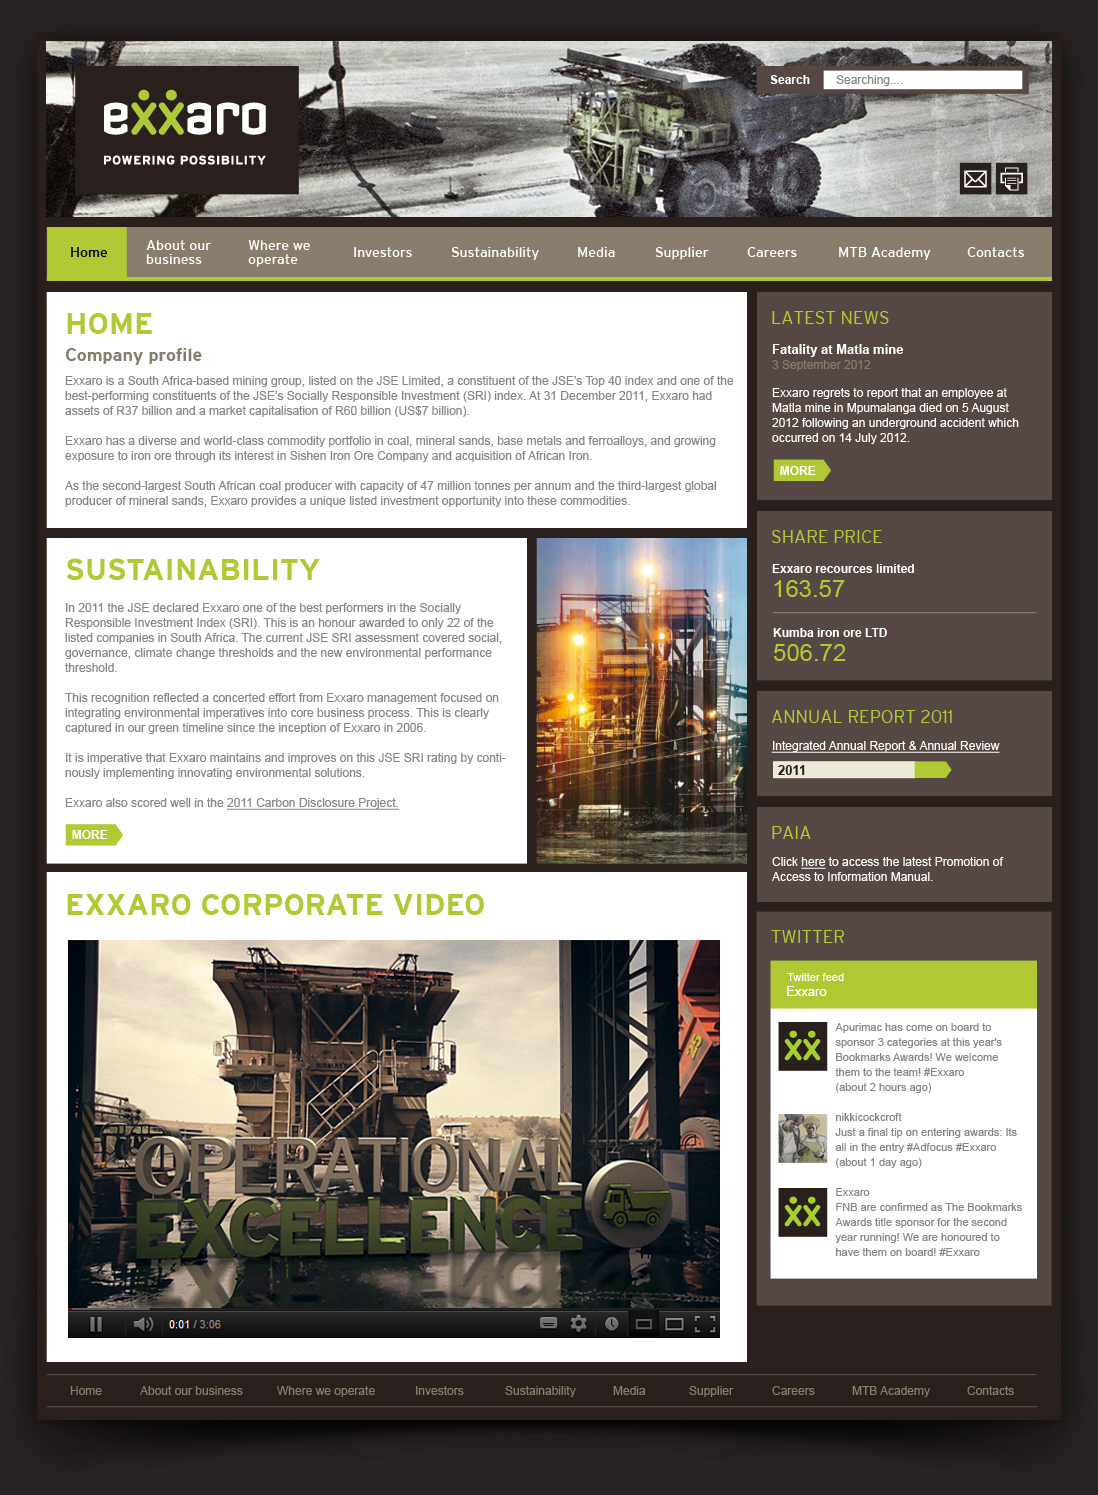 exxaro
POWERING POSSIBILITY
Search
Searching....
Home
About our
business
Where we
operate
Investors
Sustainability
Media
Supplier
Careers
MTB Academy
Contacts
HOME
Company profile
Exxaro is a South Africa-based mining group, listed on the JSE Limited, a constituent of the JSE's Top 40 index and one of the
best-performing constituents of the JSE's Socially Responsible Investment (SRI) index. At 31 December 2011, Exxaro had
assets of R37 billion and a market capitalisation of R60 billion (US$7 billion).
Exxaro has a diverse and world-class commodity portfolio in coal, mineral sands, base metals and ferroalloys, and growing
exposure to iron ore through its interest in Sishen Iron Ore Company and acquisition of African Iron.
As the second-largest South African coal producer with capacity of 47 million tonnes per annum and the third-largest global
producer of mineral sands, Exxaro provides a unique listed investment opportunity into these commodities.
SUSTAINABILITY
In 2011 the JSE declared Exxaro one of the best performers in the Socially
Responsible Investment Index (SRI). This is an honour awarded to only 22 of the
listed companies in South Africa. The current JSE SRI assessment covered social,
governance, climate change thresholds and the new environmental performance
threshold.
This recognition reflected a concerted effort from Exxaro management focused on
integrating environmental imperatives into core business process. This is clearly
captured in our green timeline since the inception of Exxaro in 2006.
It is imperative that Exxaro maintains and improves on this JSE SRI rating by conti-
nously implementing innovating environmental solutions.
Exxaro also scored well in the 2011 Carbon Disclosure Project.
MORE
EXXARO CORPORATE VIDEO
KOMATSU
25
OPERATIONAL
EXCELLENCE
0:01 / 3:06
LATEST NEWS
Fatality at Matla mine
3 September 2012
Exxaro regrets to report that an employee at
Matla mine in Mpumalanga died on 5 August
2012 following an underground accident which
occurred on 14 July 2012.
MORE
SHARE PRICE
Exxaro recources limited
163.57
Kumba iron ore LTD
506.72
ANNUAL REPORT 2011
Integrated Annual Report & Annual Review
2011
PAIA
Click here to access the latest Promotion of
Access to Information Manual.
TWITTER
Twitter feed
Exxaro
Apurimac has come on board to
sponsor 3 categories at this year's
Bookmarks Awards! We welcome
them to the team! #Exxaro
(about 2 hours ago)
nikkicockcroft
Just a final tip on entering awards: Its
all in the entry #Adfocus #Exxaro
(about 1 day ago)
Exxaro
FNB are confirmed as The Bookmarks
Awards title sponsor for the second
year running! We are honoured to
have them on board! #Exxaro
Home
About our business
Where we operate
Investors
Sustainability
Media
Supplier
Careers
MTB Academy
Contacts